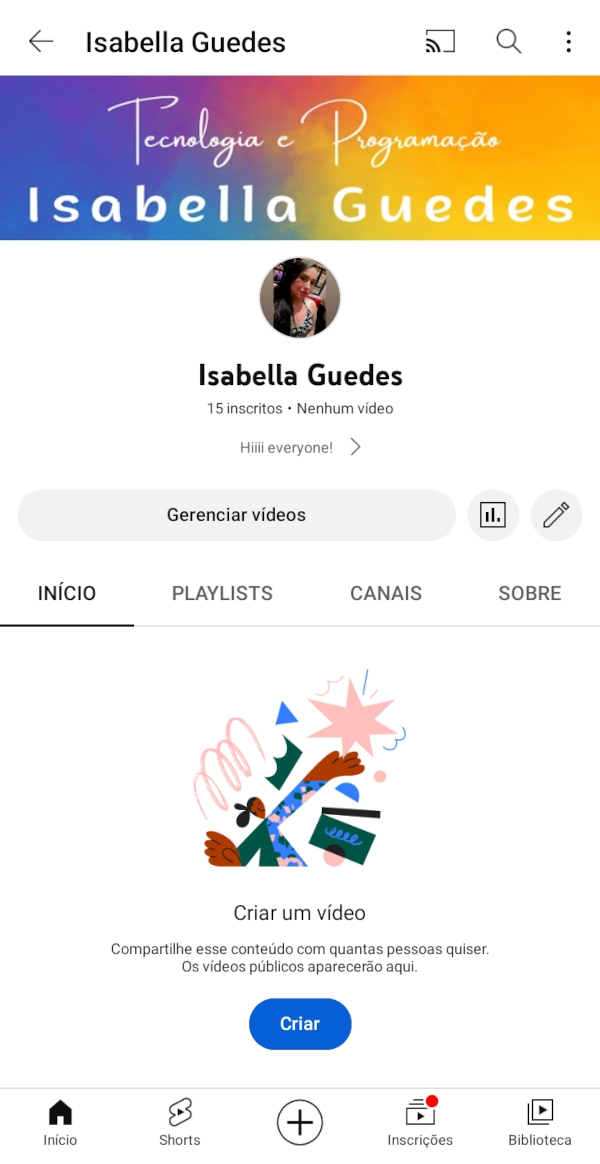 Isabella Guedes
Tecnologia e Programação
Isabella Guedes
Isabella Guedes
15 inscritos • Nenhum vídeo
Hiiii everyone!
Gerenciar vídeos
INÍCIO PLAYLISTS CANAIS SOBRE
Criar um vídeo
Compartilhe esse conteúdo com quantas pessoas quiser.
Os vídeos públicos aparecerão aqui.
Criar
Início Shorts Inscrições Biblioteca